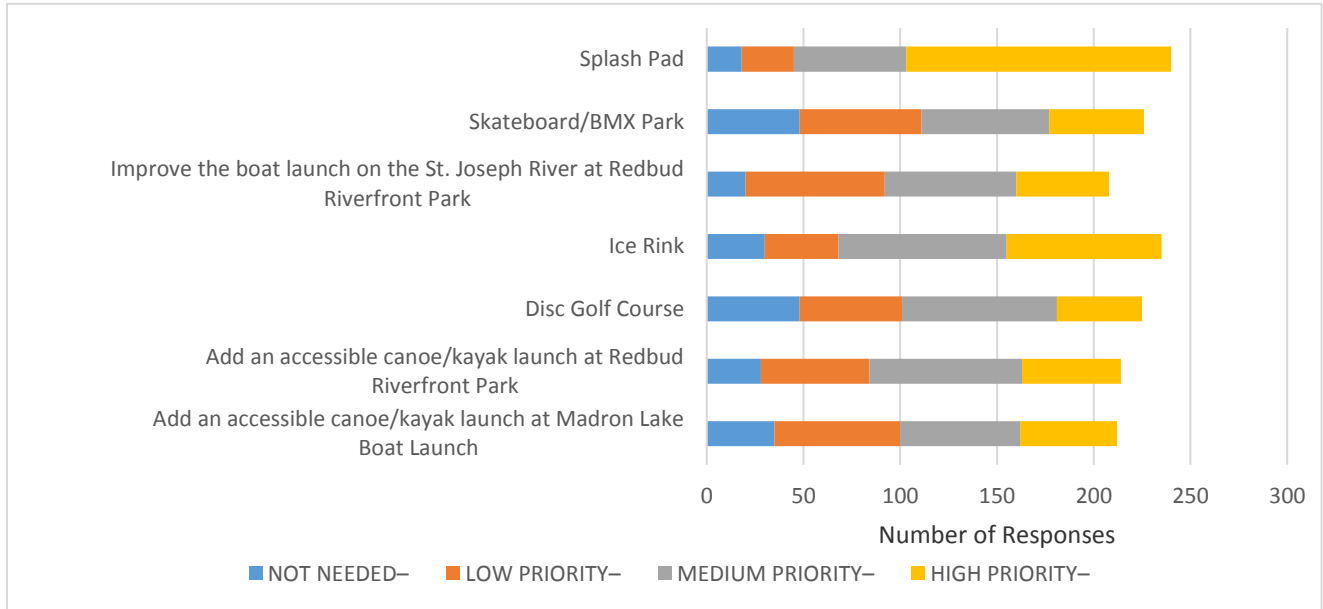 Splash Pad
Skateboard/BMX Park
Improve the boat launch on the St. Joseph River at Redbud
Riverfront Park
Ice Rink
Disc Golf Course
Add an accessible canoe/kayak launch at Redbud
Riverfront Park
Add an accessible canoe/kayak launch at Madron Lake
Boat Launch
0 50 100 150 200 250 300
Number of Responses
NOT NEEDED– LOW PRIORITY– MEDIUM PRIORITY– HIGH PRIORITY–